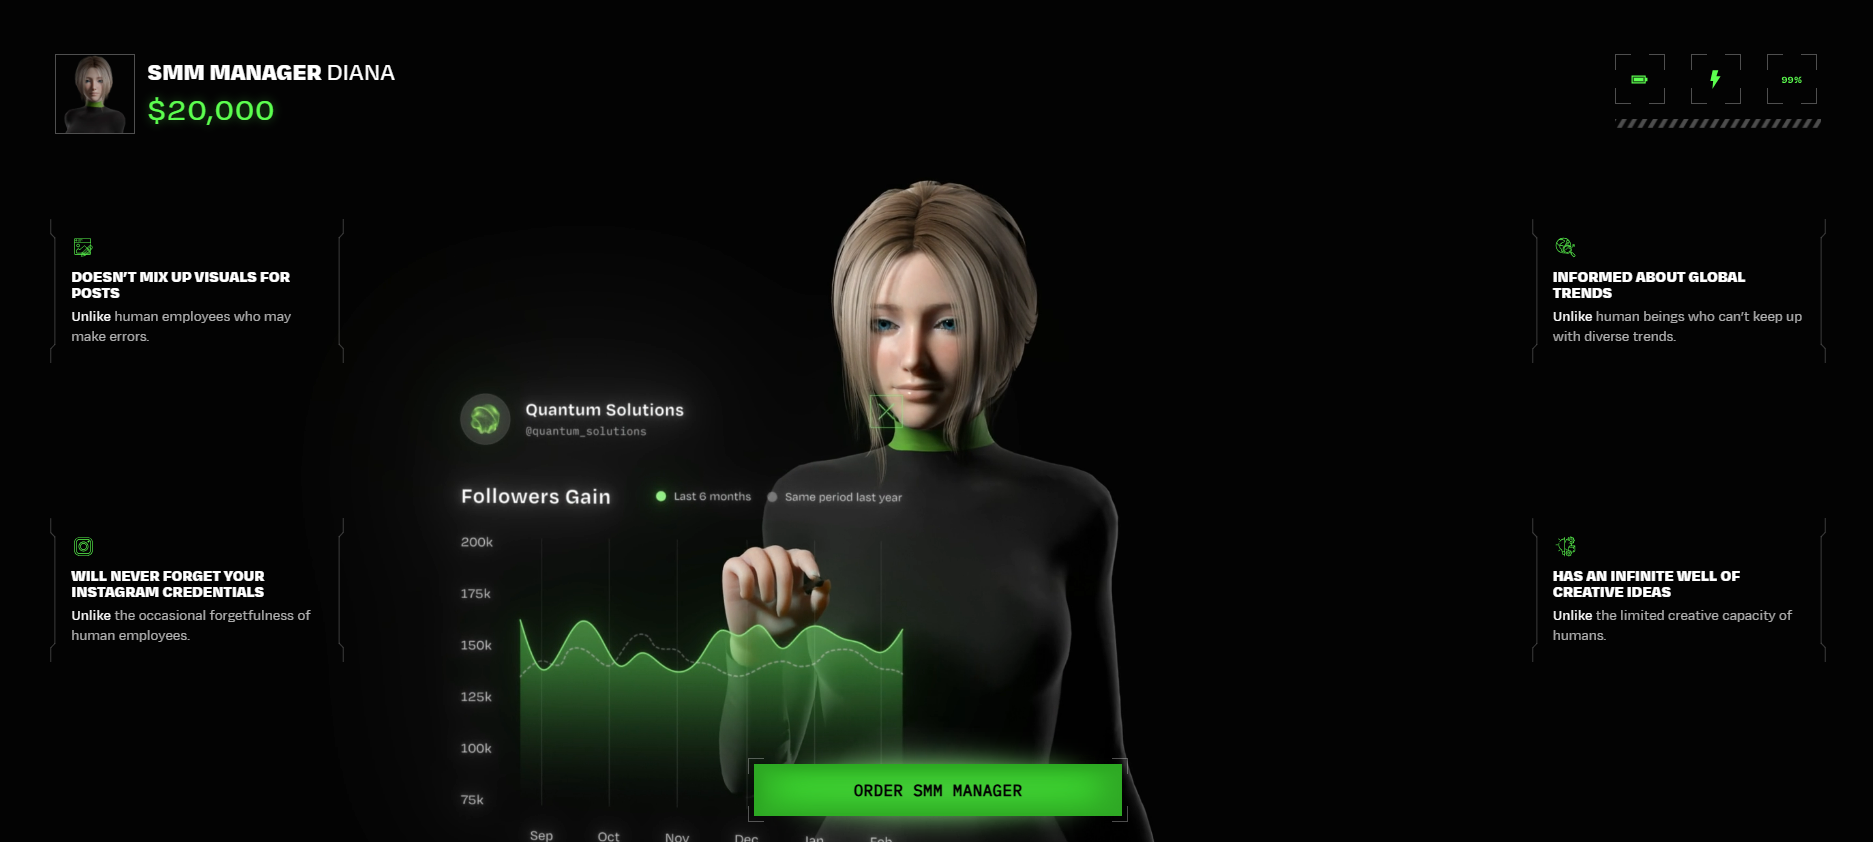 SMM MANAGER DIANA
$20,000
99%
DOESN'T MIX UP VISUALS FOR
POSTS
Unlike human employees who may
make errors.
INFORMED ABOUT GLOBAL
TRENDS
Unlike human beings who can't keep up
with diverse trends.
Quantum Solutions
@quantum_solutions
Followers Gain
Last 6 months
Same period last year
200k
175k
150k
125k
100k
75k
Sep Oct Nov Dec Jan Feb
WILL NEVER FORGET YOUR
INSTAGRAM CREDENTIALS
Unlike the occasional forgetfulness of
human employees.
HAS AN INFINITE WELL OF
CREATIVE IDEAS
Unlike the limited creative capacity of
humans.
ORDER SMM MANAGER